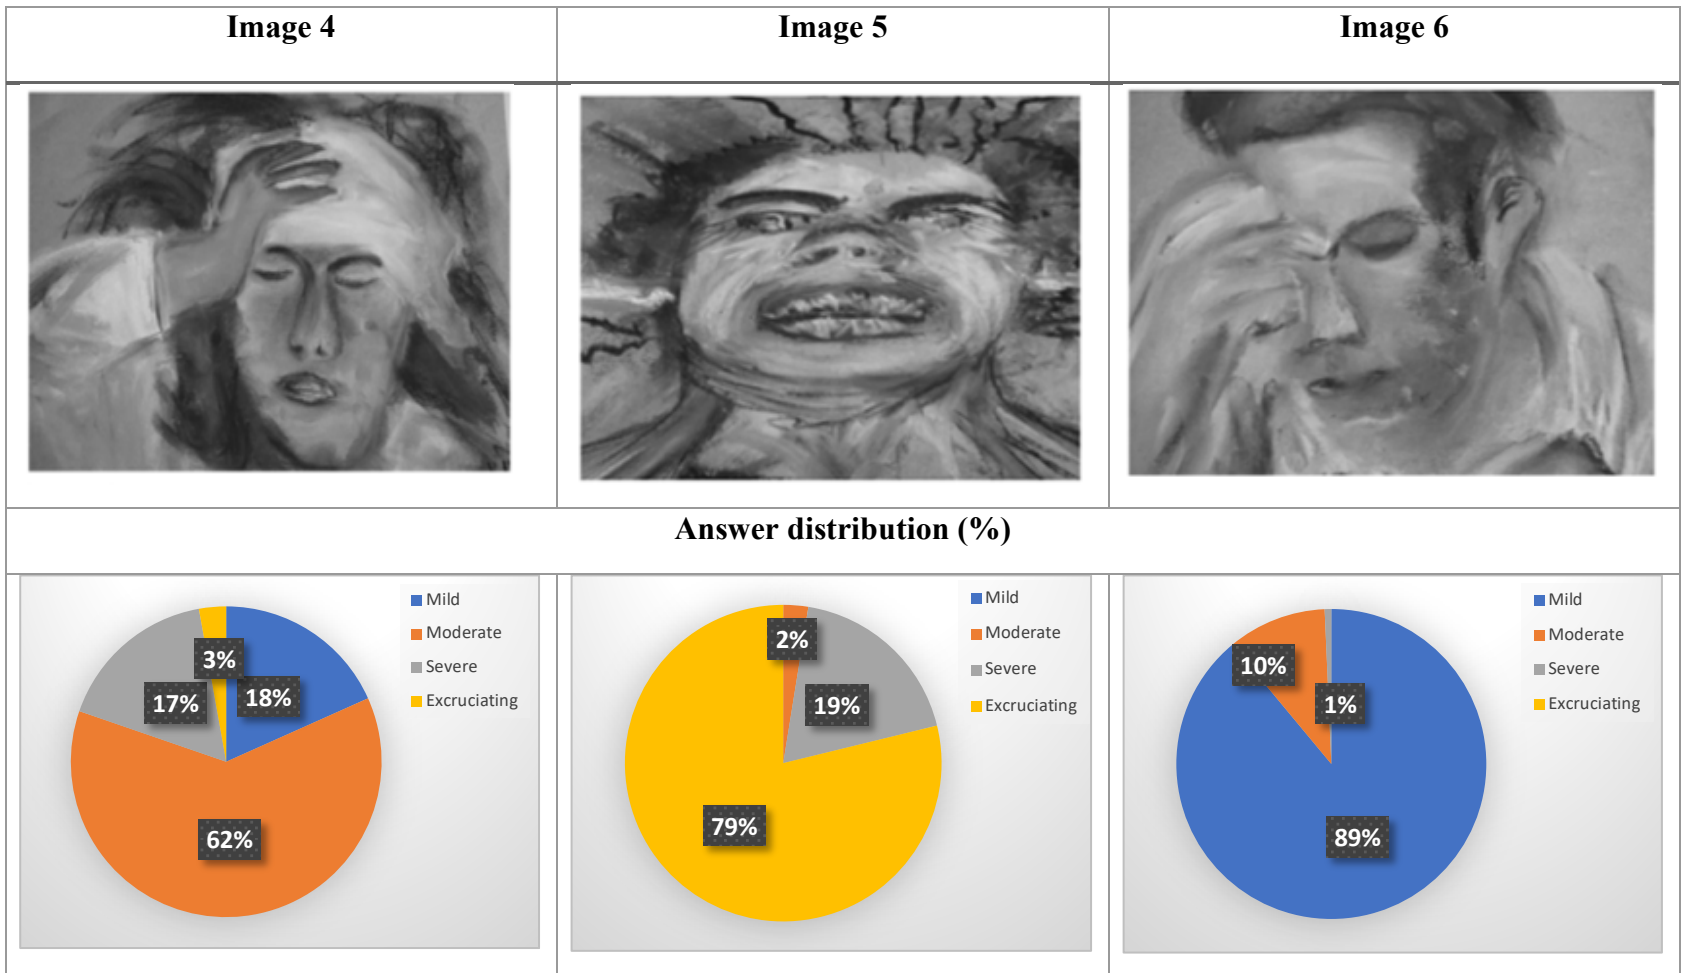 Image 4
Image 5
Image 6
Answer distribution (%)
Mild
Moderate
Severe
Excruciating
3%
18%
17%
62%
Mild
Moderate
Severe
Excruciating
2%
19%
79%
Mild
Moderate
Severe
Excruciating
10%
1%
89%